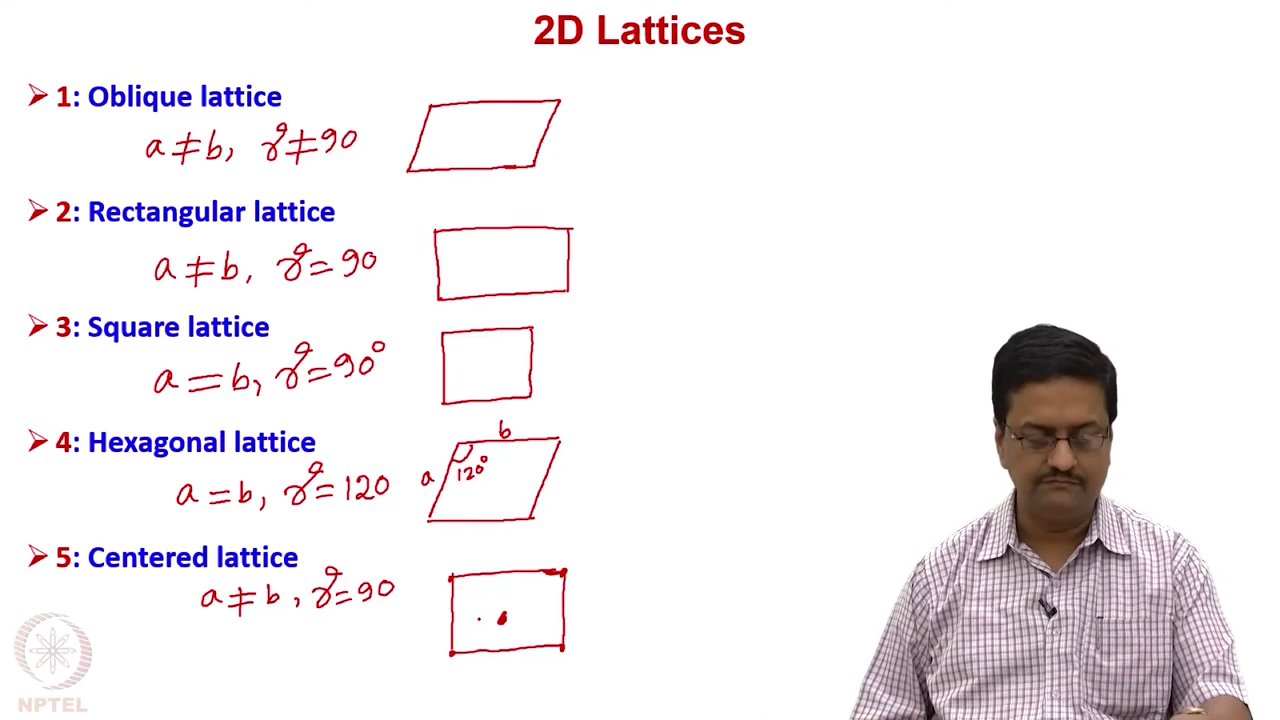 2D Lattices
➢ 1: Oblique lattice
a ≠ b, γ ≠ 90
➢ 2: Rectangular lattice
a ≠ b, γ = 90
➢ 3: Square lattice
a = b, γ = 90°
➢ 4: Hexagonal lattice
b
a = b, γ = 120
a
120°
➢ 5: Centered lattice
a ≠ b, γ = 90
NPTEL